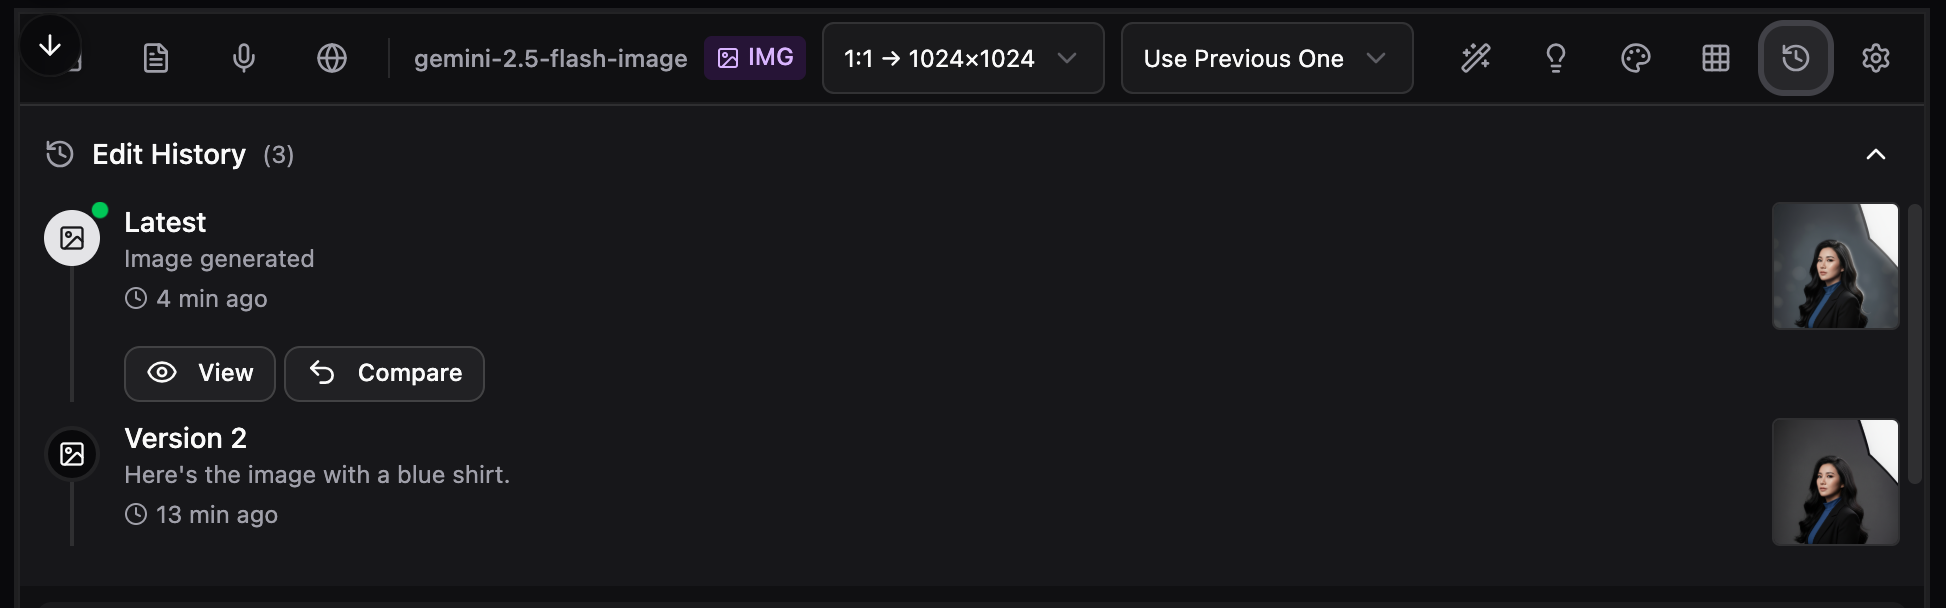 gemini-2.5-flash-image IMG 1:1 → 1024×1024 Use Previous One
Edit History (3)
Latest
Image generated
4 min ago
View Compare
Version 2
Here's the image with a blue shirt.
13 min ago